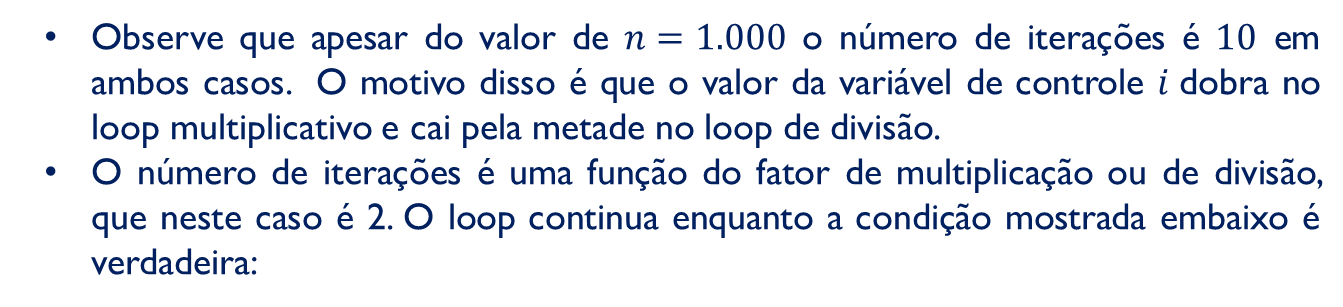 • Observe que apesar do valor de n = 1.000 o número de iterações é 10 em
ambos casos. O motivo disso é que o valor da variável de controle i dobra no
loop multiplicativo e cai pela metade no loop de divisão.
• O número de iterações é uma função do fator de multiplicação ou de divisão,
que neste caso é 2. O loop continua enquanto a condição mostrada embaixo é
verdadeira: